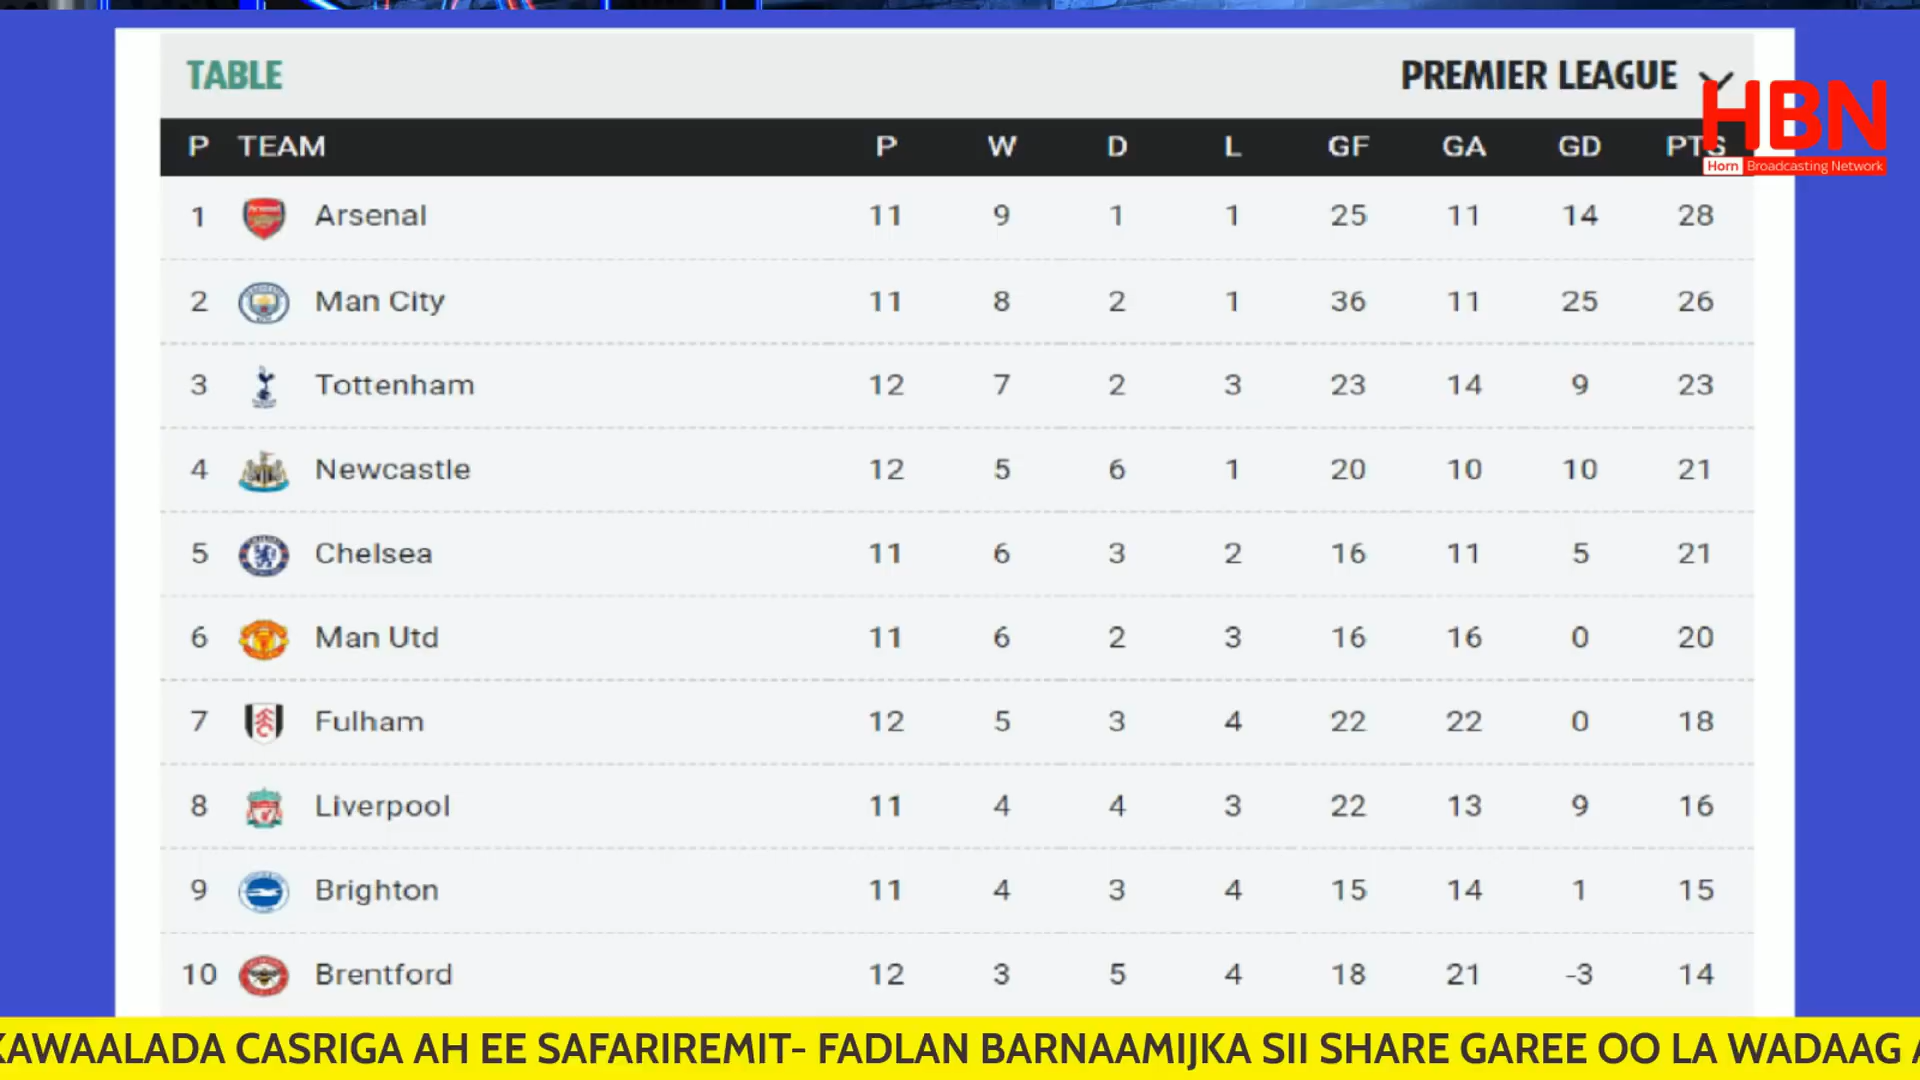 TABLE PREMIER LEAGUE
HBN
Horn Broadcasting Network
P TEAM P W D L GF GA GD PTS
1 Arsenal 11 9 1 1 25 11 14 28
2 Man City 11 8 2 1 36 11 25 26
3 Tottenham 12 7 2 3 23 14 9 23
4 Newcastle 12 5 6 1 20 10 10 21
5 Chelsea 11 6 3 2 16 11 5 21
6 Man Utd 11 6 2 3 16 16 0 20
7 Fulham 12 5 3 4 22 22 0 18
8 Liverpool 11 4 4 3 22 13 9 16
9 Brighton 11 4 3 4 15 14 1 15
10 Brentford 12 3 5 4 18 21 -3 14
XAWAALADA CASRIGA AH EE SAFARIREMIT- FADLAN BARNAAMIJKA SII SHARE GAREE OO LA WADAAG A